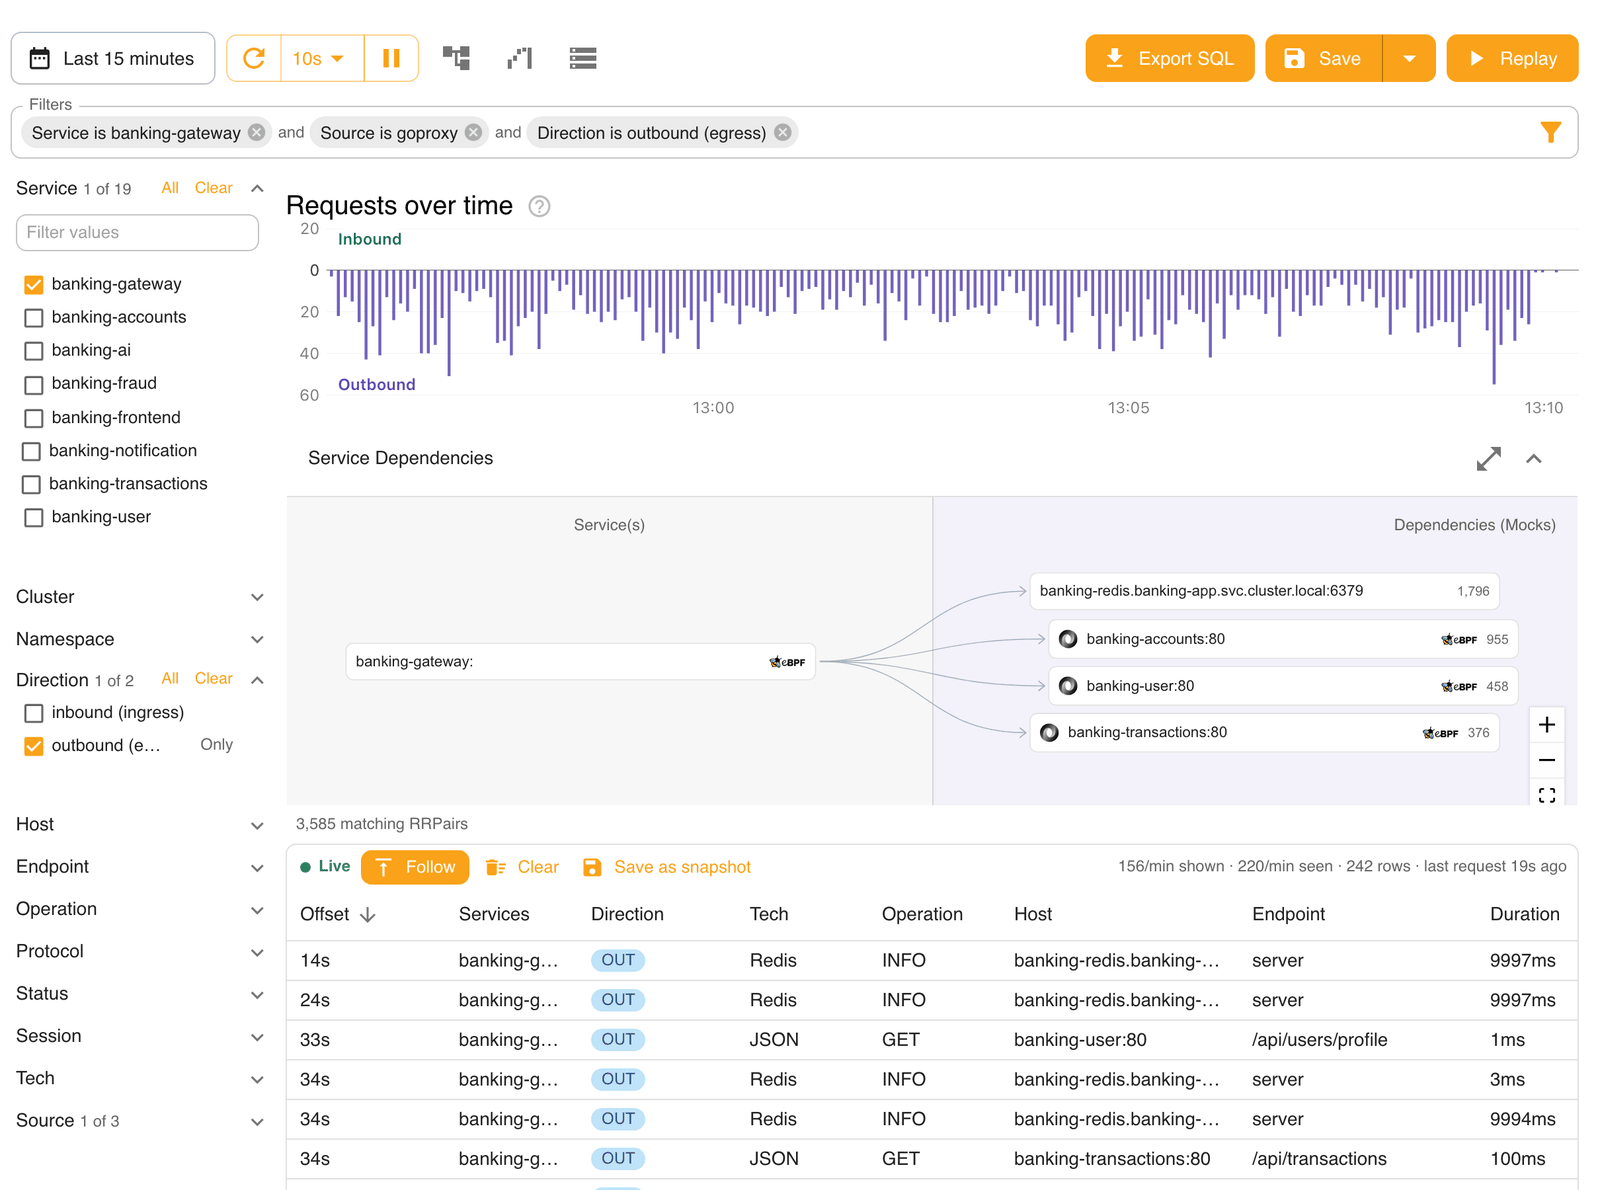 Last 15 minutes
10s
Export SQL
Save
Replay
Filters
Service is banking-gateway and Source is goproxy and Direction is outbound (egress)
Service 1 of 19 All Clear
Filter values
banking-gateway
banking-accounts
banking-ai
banking-fraud
banking-frontend
banking-notification
banking-transactions
banking-user
Cluster
Namespace
Direction 1 of 2 All Clear
inbound (ingress)
outbound (e… Only
Host
Endpoint
Operation
Protocol
Status
Session
Tech
Source 1 of 3
Requests over time ?
20
Inbound
0
20
40
Outbound
60
13:00 13:05 13:10
Service Dependencies
Service(s)
Dependencies (Mocks)
banking-gateway: eBPF
banking-redis.banking-app.svc.cluster.local:6379 1,796
banking-accounts:80 eBPF 955
banking-user:80 eBPF 458
banking-transactions:80 eBPF 376
3,585 matching RRPairs
Live Follow Clear Save as snapshot 156/min shown · 220/min seen · 242 rows · last request 19s ago
Offset Services Direction Tech Operation Host Endpoint Duration
14s banking-g… OUT Redis INFO banking-redis.banking-… server 9997ms
24s banking-g… OUT Redis INFO banking-redis.banking-… server 9997ms
33s banking-g… OUT JSON GET banking-user:80 /api/users/profile 1ms
34s banking-g… OUT Redis INFO banking-redis.banking-… server 3ms
34s banking-g… OUT Redis INFO banking-redis.banking-… server 9994ms
34s banking-g… OUT JSON GET banking-transactions:80 /api/transactions 100ms